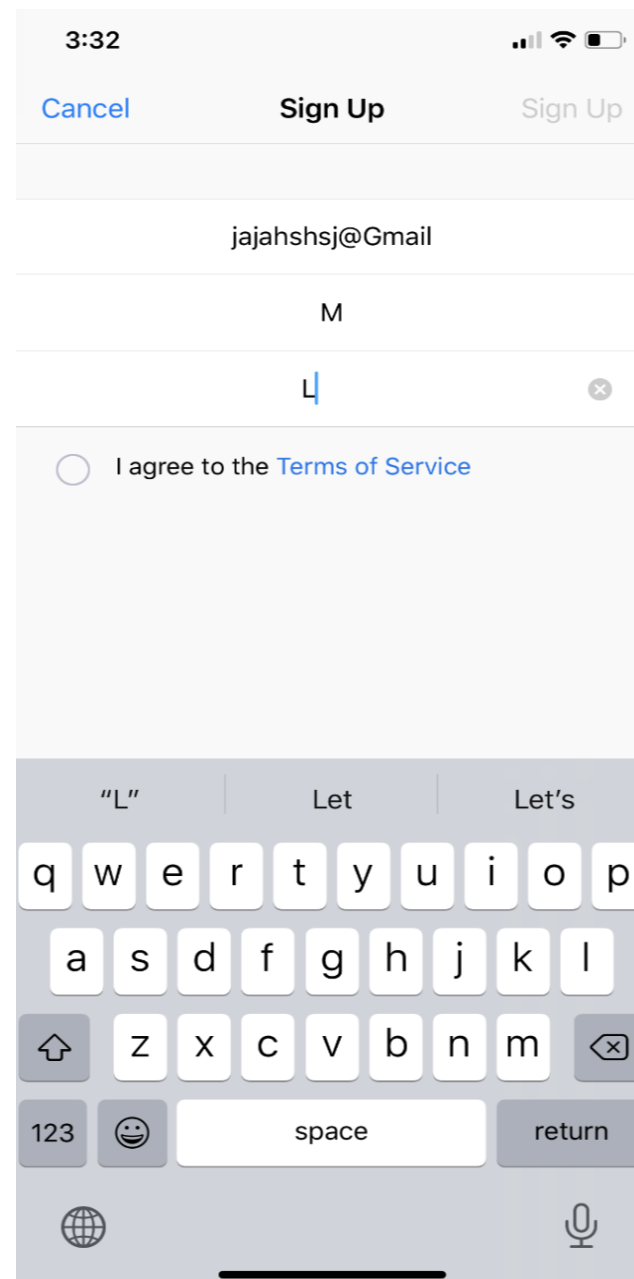 3:32
Cancel Sign Up Sign Up
jajahshsj@Gmail
M
L
I agree to the Terms of Service
“L” Let Let’s
q w e r t y u i o p
a s d f g h j k l
z x c v b n m
123 space return